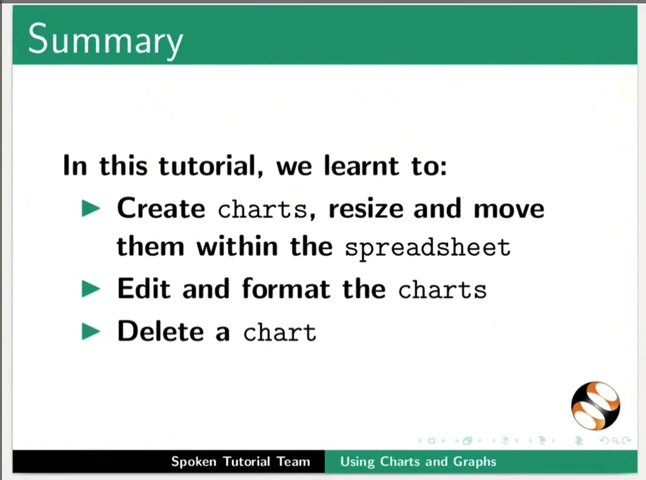 Summary
In this tutorial, we learnt to:
Create charts, resize and move
them within the spreadsheet
Edit and format the charts
Delete a chart
Spoken Tutorial Team
Using Charts and Graphs